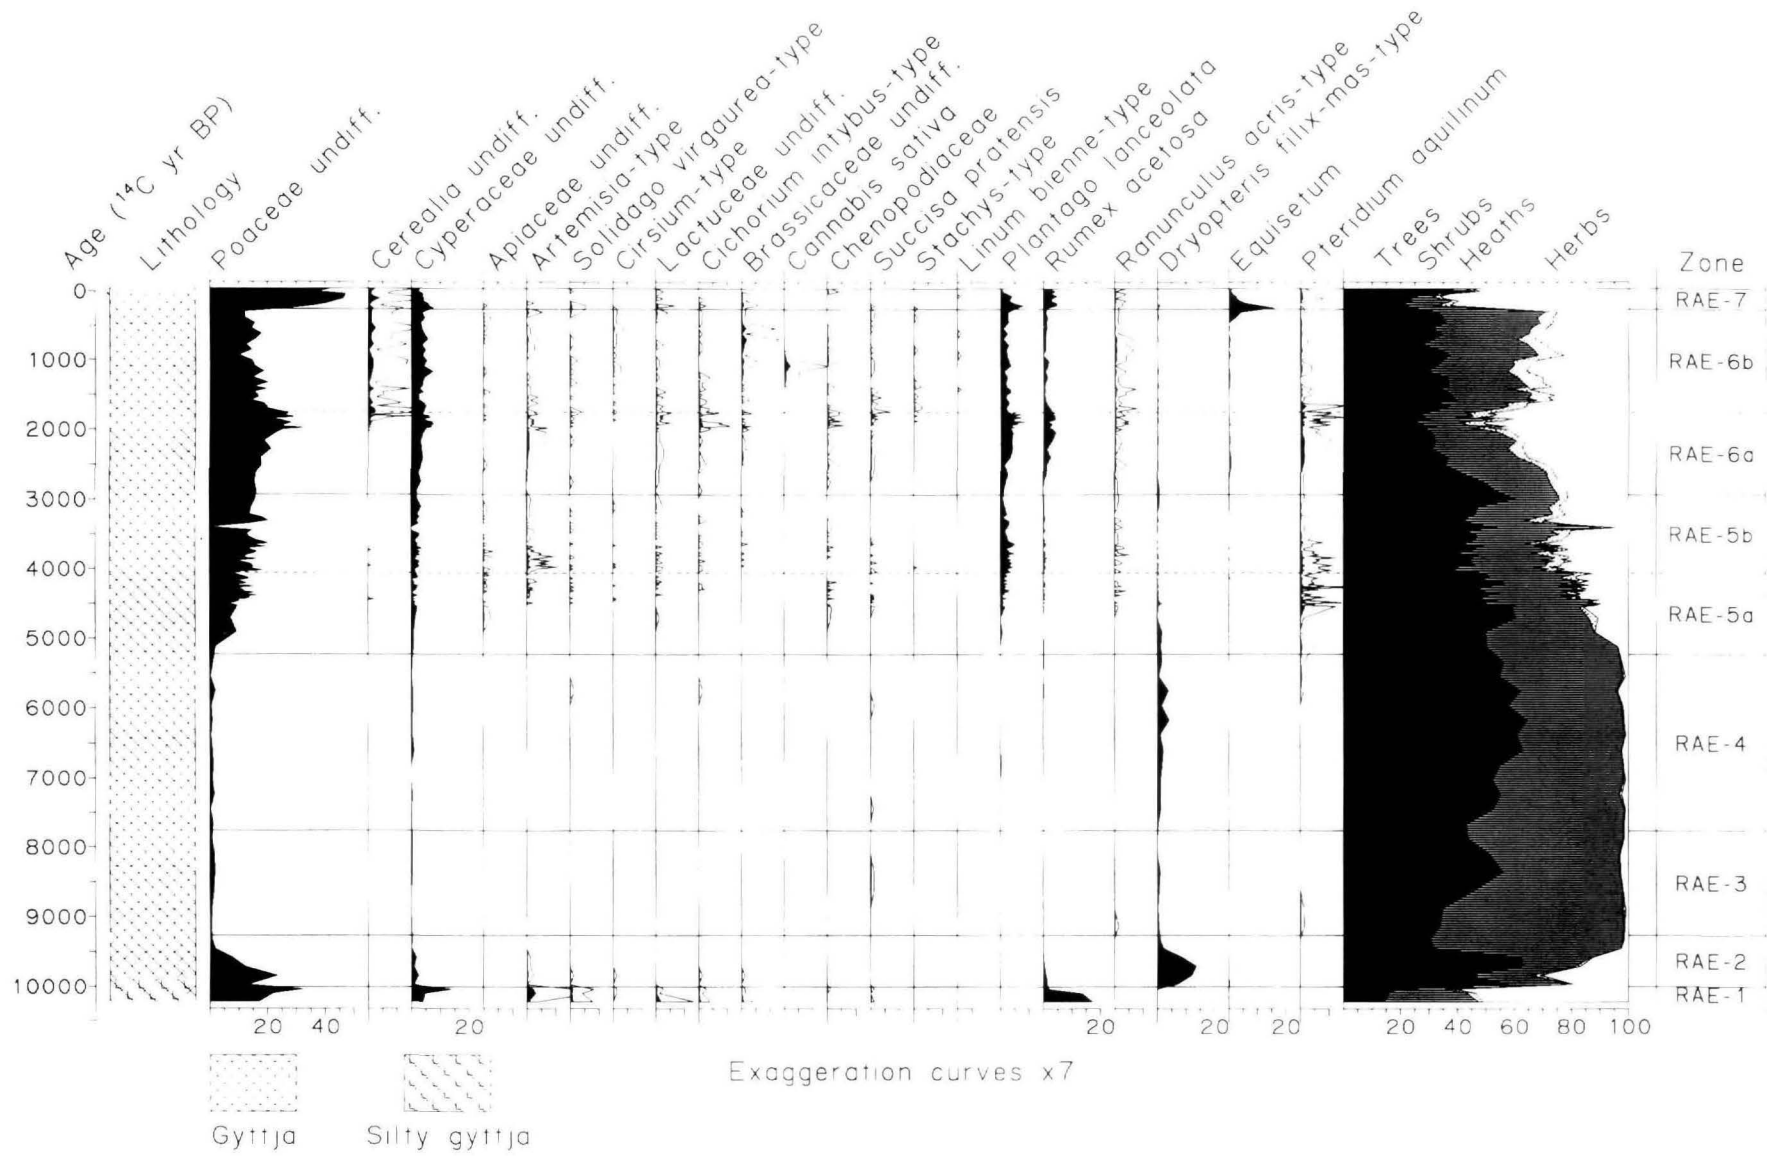 Age (¹⁴C yr BP)
Lithology
Poaceae undiff.
Cerealia undiff.
Cyperaceae undiff.
Apiaceae undiff.
Artemisia-type
Solidago virgaurea-type
Cirsium-type
Lactuceae undiff.
Cichorium intybus-type
Brassicaceae undiff.
Cannabis sativa
Chenopodiaceae
Succisa pratensis
Stachys-type
Linum bienne-type
Plantago lanceolata
Rumex acetosa
Ranunculus acris-type
Dryopteris filix-mas-type
Equisetum
Pteridium aquilinum
Trees
Shrubs
Heaths
Herbs
Zone
0
RAE-7
1000
RAE-6b
2000
RAE-6a
3000
RAE-5b
4000
RAE-5a
5000
6000
RAE-4
7000
8000
RAE-3
9000
RAE-2
10000
RAE-1
20 40 20 20 20 20 20 40 60 80 100
Exaggeration curves x7
Gyttja
Silty gyttja